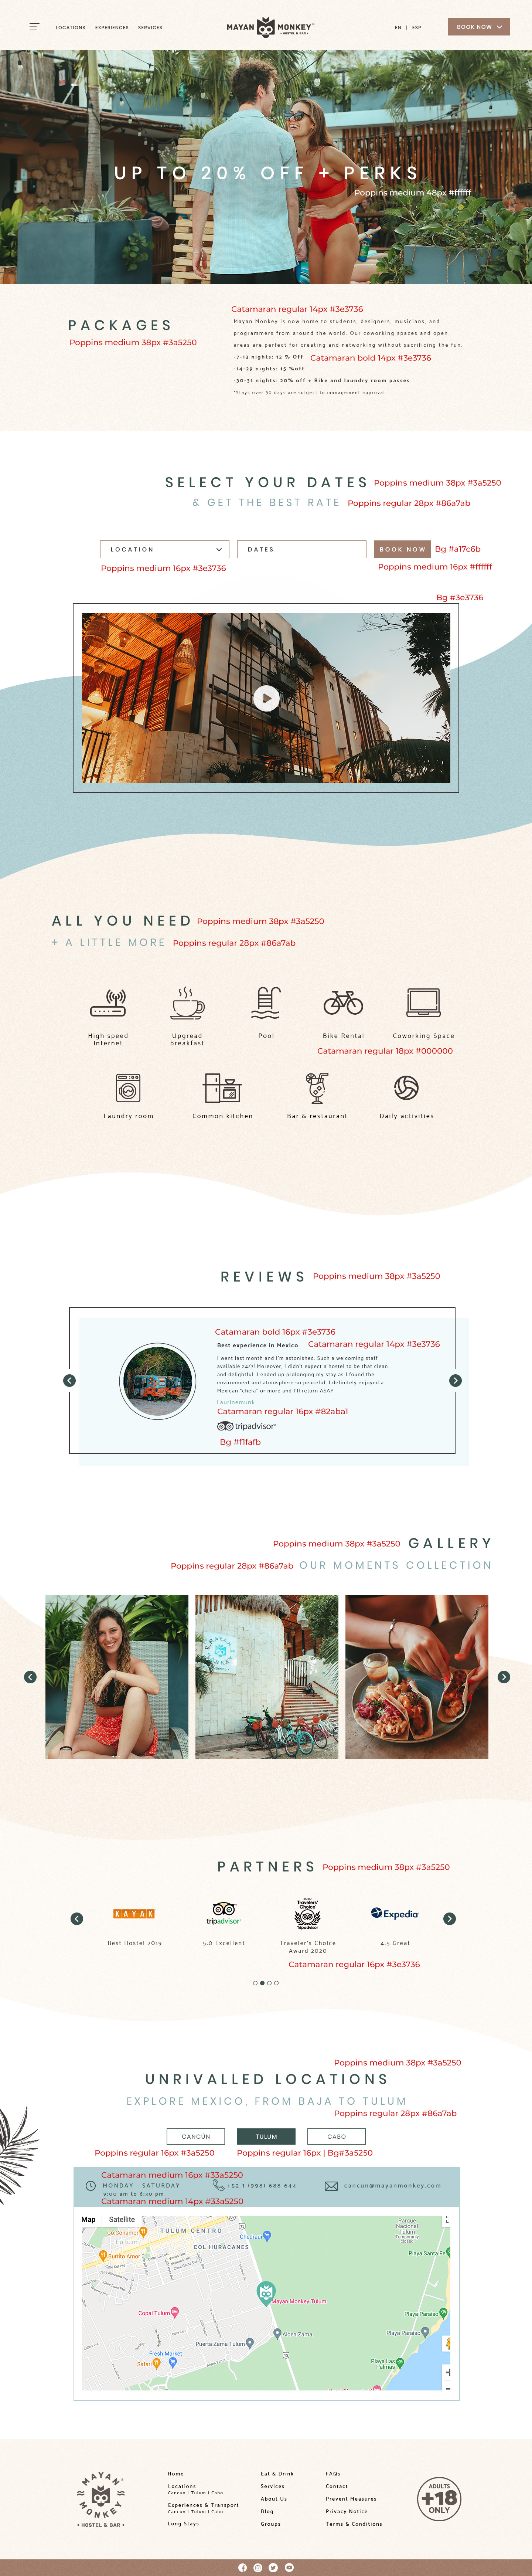 LOCATIONS EXPERIENCES SERVICES
MAYAN MONKEY
• HOSTEL & BAR •
EN | ESP
BOOK NOW
UP TO 20% OFF + PERKS
Poppins medium 48px #ffffff
PACKAGES
Poppins medium 38px #3a5250
Catamaran regular 14px #3e3736
Mayan Monkey is now home to students, designers, musicians, and
programmers from around the world. Our coworking spaces and open
areas are perfect for creating and networking without sacrificing the fun.
-7-13 nights: 12 % Off
Catamaran bold 14px #3e3736
-14-29 nights: 15 %off
-30-31 nights: 20% off + Bike and laundry room passes
*Stays over 30 days are subject to management approval.
SELECT YOUR DATES
Poppins medium 38px #3a5250
& GET THE BEST RATE
Poppins regular 28px #86a7ab
LOCATION
DATES
BOOK NOW
Bg #a17c6b
Poppins medium 16px #3e3736
Poppins medium 16px #ffffff
Bg #3e3736
ALL YOU NEED
Poppins medium 38px #3a5250
+ A LITTLE MORE
Poppins regular 28px #86a7ab
High speed
internet
Upgread
breakfast
Pool
Bike Rental
Coworking Space
Catamaran regular 18px #000000
Laundry room
Common kitchen
Bar & restaurant
Daily activities
REVIEWS
Poppins medium 38px #3a5250
Catamaran bold 16px #3e3736
Best experience in Mexico
Catamaran regular 14px #3e3736
I went last month and I'm astonished. Such a welcoming staff
available 24/7! Moreover, I didn't expect a hostel to be that clean
and delightful. I ended up prolonging my stay as I found the
environment and atmosphere so peaceful. I definitely enjoyed a
Mexican "chela" or more and I'll return ASAP
Laurinemunk
Catamaran regular 16px #82aba1
tripadvisor
Bg #f1fafb
Poppins medium 38px #3a5250
GALLERY
Poppins regular 28px #86a7ab
OUR MOMENTS COLLECTION
PARTNERS
Poppins medium 38px #3a5250
KAYAK
tripadvisor
2020
Travelers'
Choice
Tripadvisor
Expedia
Best Hostel 2019
5.0 Excellent
Traveler's Choice
Award 2020
4.5 Great
Catamaran regular 16px #3e3736
Poppins medium 38px #3a5250
UNRIVALLED LOCATIONS
EXPLORE MEXICO, FROM BAJA TO TULUM
Poppins regular 28px #86a7ab
CANCÚN
TULUM
CABO
Poppins regular 16px #3a5250
Poppins regular 16px | Bg#3a5250
Catamaran medium 16px #33a5250
MONDAY - SATURDAY
+52 1 (998) 688 644
cancun@mayanmonkey.com
9:00 am to 6:30 pm
Catamaran medium 14px #33a5250
Map
Satellite
Co.Conamor
TULUM CENTRO
Chedraui
Parque
Nacional
Tulum
Tulum
COL HURACANES
Burrito Amor
Playa Santa Fe
Mayan Monkey Tulum
Copal Tulum
Playa Paraiso
Aldea Zama
Playa Paraiso
Puerta Zama Tulum
Fresh Market
Safari
Playa Las
Palmas
MAYAN
MONKEY
• HOSTEL & BAR •
Home
Locations
Cancun | Tulum | Cabo
Experiences & Transport
Cancun | Tulum | Cabo
Long Stays
Eat & Drink
Services
About Us
Blog
Groups
FAQs
Contact
Prevent Measures
Privacy Notice
Terms & Conditions
ADULTS
+18
ONLY